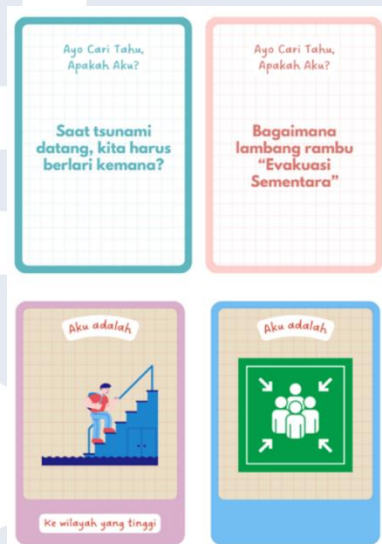 Ayo Cari Tahu,
Apakah Aku?
Saat tsunami
datang, kita harus
berlari kemana?
Ayo Cari Tahu,
Apakah Aku?
Bagaimana
lambang rambu
“Evakuasi
Sementara”
Aku adalah
Ke wilayah yang tinggi
Aku adalah